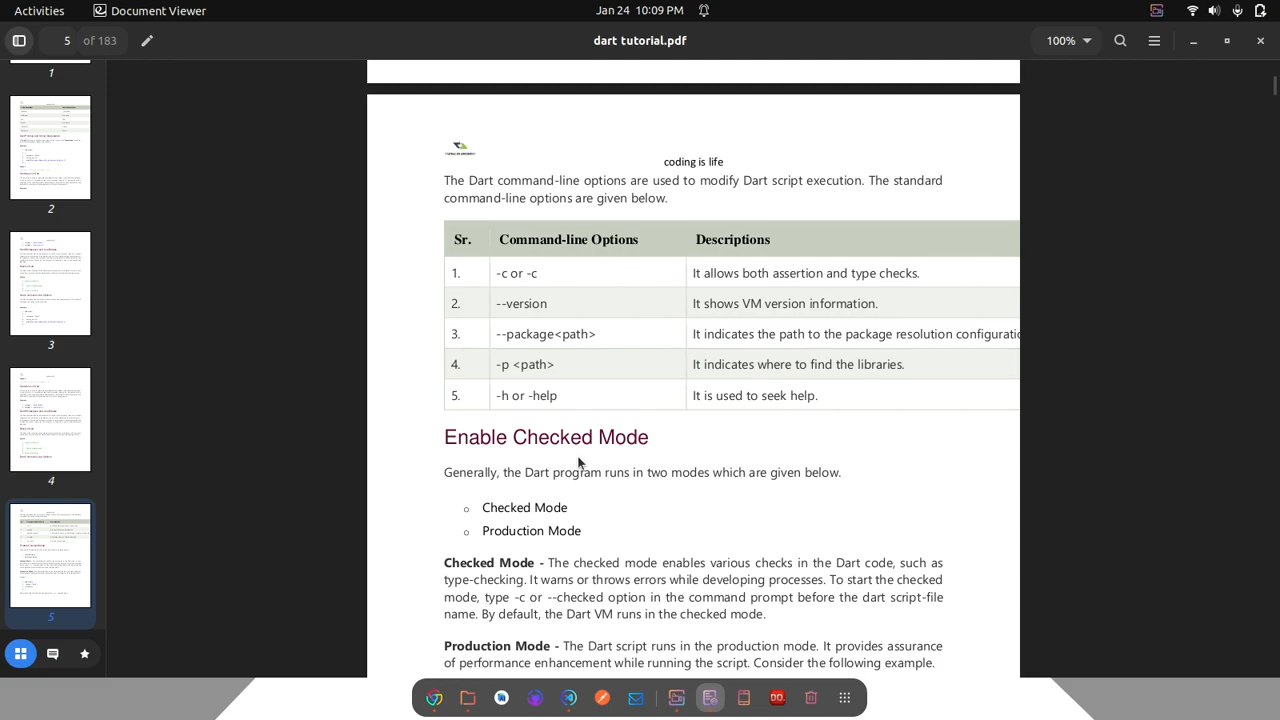 Activities
Document Viewer
Jan 24 10:09 PM
5 of 183
dart tutorial.pdf
100%
1
2
3
4
5
coding is life
The Dart command-line options are used to modify Dart script execution. The standard
command-line options are given below.
Sr. Command-line Options Descriptions
1. -c or -c It allows both assertion and type checks.
2. --version It shows VM version information.
3. --package<path> It indicates the path to the package resolution
4. -p <path> It indicates where to find the libraries.
5. -h or -help It is used to seek help.
Enable Checked Mode
Generally, the Dart program runs in two modes which are given below.
Checked Mode
Production Mode
Checked Mode - The checked mode enables various checks in the Dart code, such as
type-checking. It warn or throws errors while developing processes. To start the checked
mode, type -c or --checked option in the command prompt before the dart script-file
name. By default, the Dart VM runs in the checked mode.
Production Mode - The Dart script runs in the production mode. It provides assurance
of performance enhancement while running the script. Consider the following example.